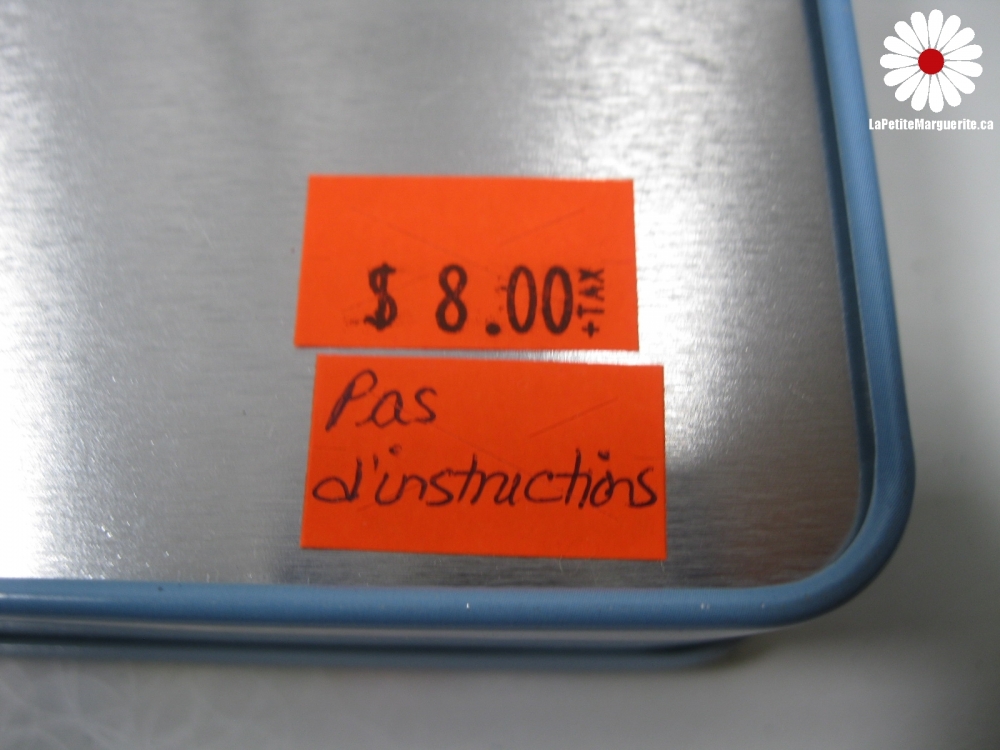 LaPetiteMarguerite.ca
$ 8.00 +TAX
Pas
d'instructions